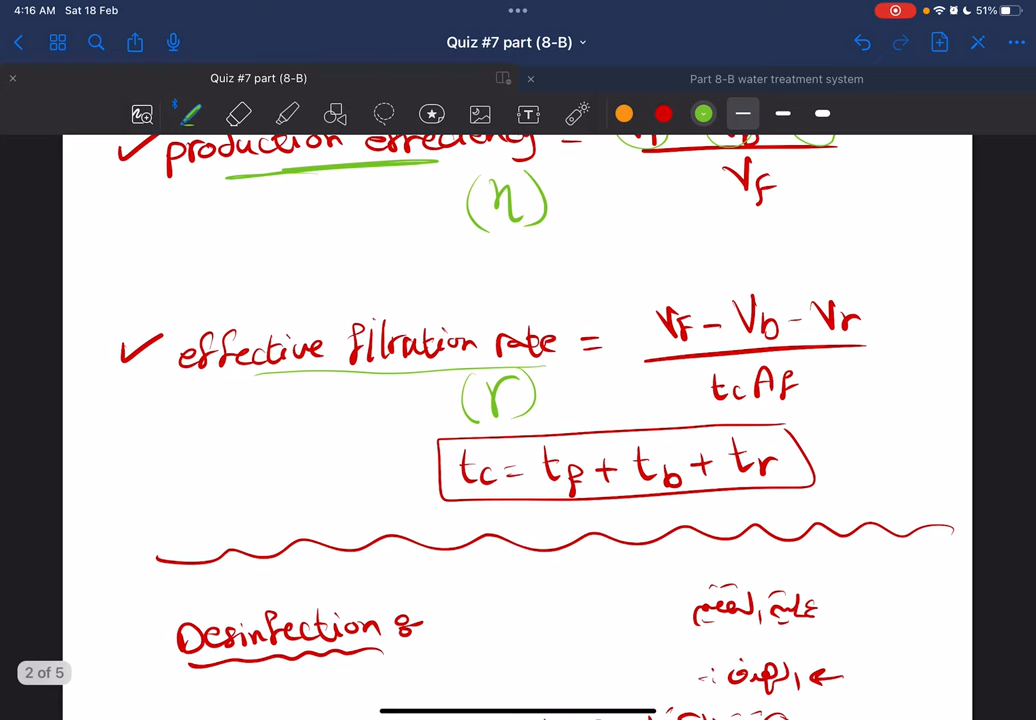 4:16 AM Sat 18 Feb
51%
Quiz #7 part (8-B)
Quiz #7 part (8-B)
Part 8-B water treatment system
✓ production effeciency =
Vf
(η)
✓ effective filtration rate = Vf - Vb - Vr
tc Af
(r)
tc = tf + tb + tr
Desinfection :
2 of 5